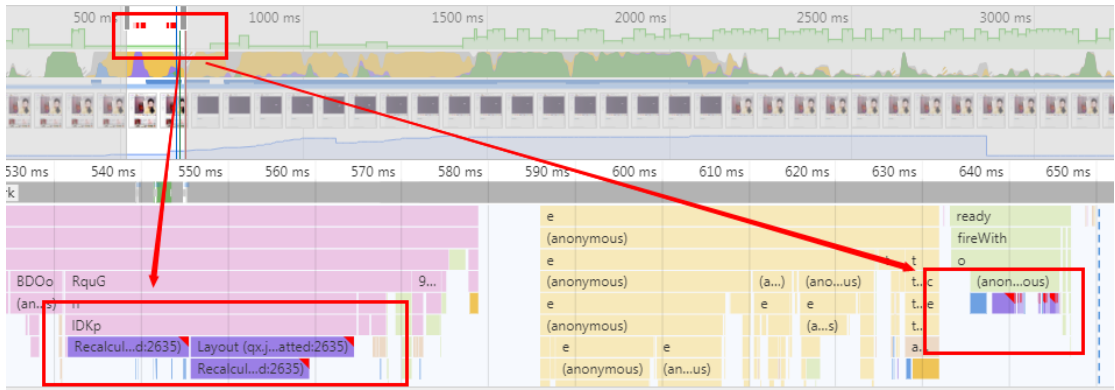 500 ms 1000 ms 1500 ms 2000 ms 2500 ms 3000 ms
530 ms 540 ms 550 ms 560 ms 570 ms 580 ms 590 ms 600 ms 610 ms 620 ms 630 ms 640 ms 650 ms
rk
e ready
(anonymous) fireWith
e t o
BDOo RquG 9... (anonymous) (a...) (ano...us) t...c (anon...ous)
(an...s) n e e e t...e
IDKp (anonymous) (a...s) t...
Recalcul...d:2635) Layout (qx.j...atted:2635) e e a...
Recalcul...d:2635) (anonymous) (an...us)